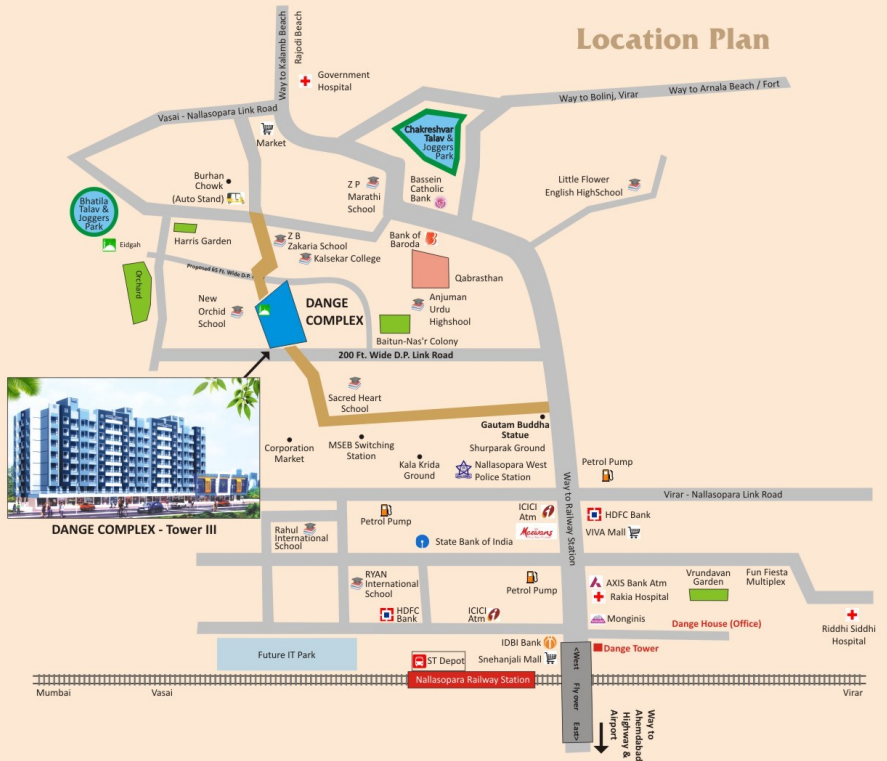 Location Plan
Way to Kalamb Beach
Rajodi Beach
Government
Hospital
Way to Bolinj, Virar
Way to Arnala Beach / Fort
Vasai - Nallasopara Link Road
Market
Chakreshvar
Talav &
Joggers
Park
Burhan
Chowk
(Auto Stand)
Z P
Marathi
School
Bassein
Catholic
Bank
Little Flower
English HighSchool
Bhatila
Talav &
Joggers
Park
Eidgah
Harris Garden
Z B
Zakaria School
Kalsekar College
Bank of
Baroda
Qabrasthan
Orchard
Proposad 65 Ft. Wide D.P.
New
Orchid
School
DANGE
COMPLEX
Anjuman
Urdu
Highshool
Baitun-Nas'r Colony
200 Ft. Wide D.P. Link Road
Sacred Heart
School
Gautam Buddha
Statue
Shurparak Ground
Corporation
Market
MSEB Switching
Station
Kala Krida
Ground
Nallasopara West
Police Station
Petrol Pump
Way to Railway Station
Virar - Nallasopara Link Road
DANGE COMPLEX - Tower III
Petrol Pump
ICICI
Atm
HDFC Bank
VIVA Mall
Rahul
International
School
State Bank of India
RYAN
International
School
Petrol Pump
AXIS Bank Atm
Rakia Hospital
Vrundavan
Garden
Fun Fiesta
Multiplex
HDFC
Bank
ICICI
Atm
Monginis
Dange House (Office)
Riddhi Siddhi
Hospital
Future IT Park
IDBI Bank
Snehanjali Mall
ST Depot
Dange Tower
Nallasopara Railway Station
<West Fly over East>
Mumbai
Vasai
Virar
Way to
Ahemdabad
Highway &
Airport